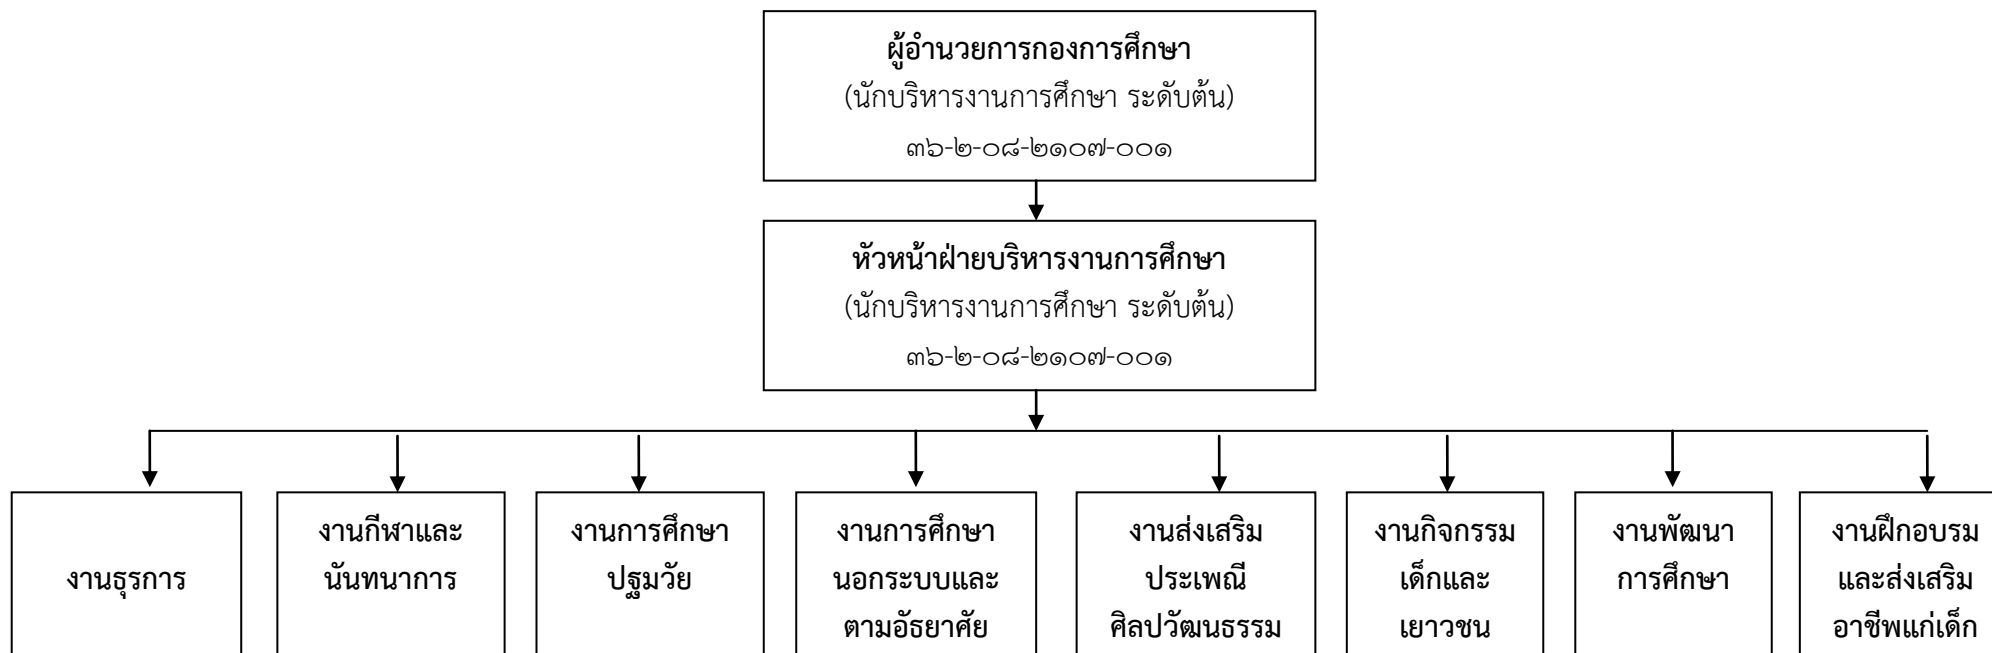 ผู้อำนวยการกองการศึกษา
(นักบริหารงานการศึกษา ระดับต้น)
๓๖-๒-๐๘-๒๑๐๗-๐๐๑
หัวหน้าฝ่ายบริหารงานการศึกษา
(นักบริหารงานการศึกษา ระดับต้น)
๓๖-๒-๐๘-๒๑๐๗-๐๐๑
งานธุรการ
งานกีฬาและ
นันทนาการ
งานการศึกษา
ปฐมวัย
งานการศึกษา
นอกระบบและ
ตามอัธยาศัย
งานส่งเสริม
ประเพณี
ศิลปวัฒนธรรม
งานกิจกรรม
เด็กและ
เยาวชน
งานพัฒนา
การศึกษา
งานฝึกอบรม
และส่งเสริม
อาชีพแก่เด็ก